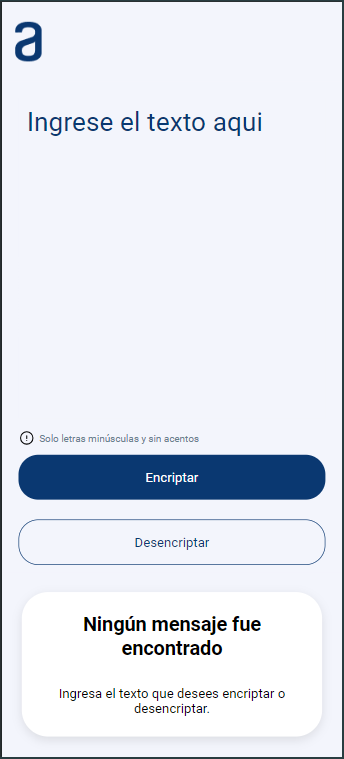 a
Ingrese el texto aqui
Solo letras minúsculas y sin acentos
Encriptar
Desencriptar
Ningún mensaje fue
encontrado
Ingresa el texto que desees encriptar o
desencriptar.